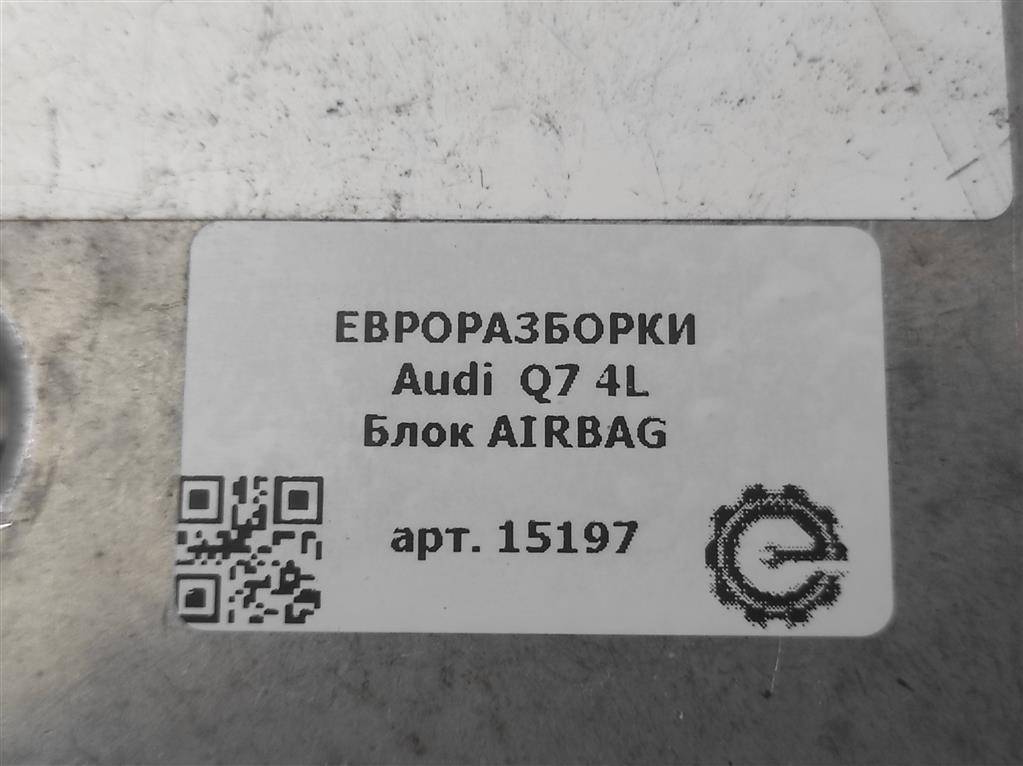 ЕВРОРАЗБОРКИ
Audi Q7 4L
Блок AIRBAG
арт. 15197